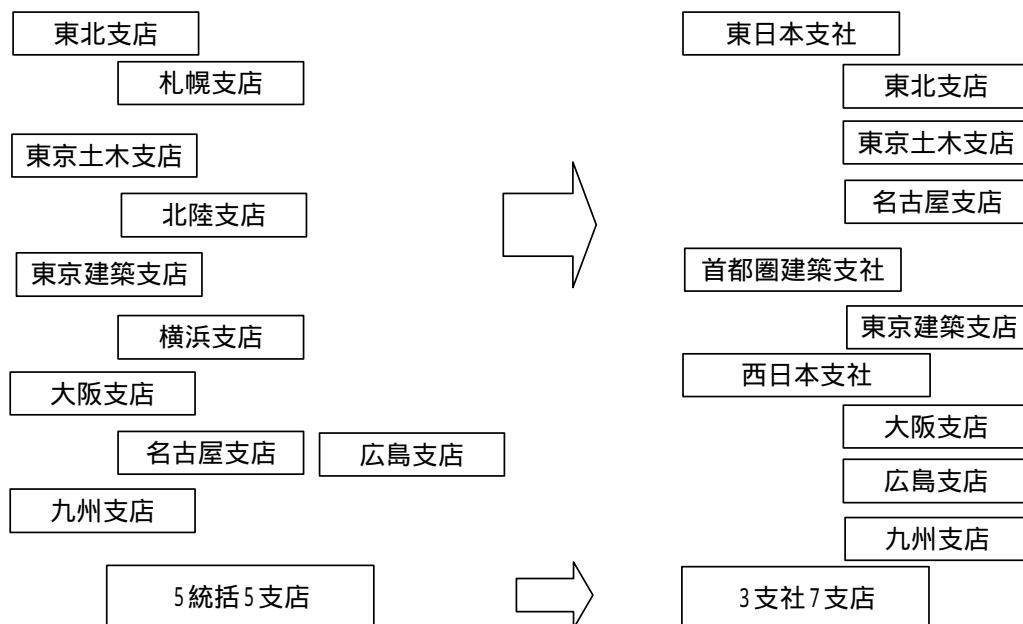 東北支店
札幌支店
東京土木支店
北陸支店
東京建築支店
横浜支店
大阪支店
名古屋支店
広島支店
九州支店
5統括5支店
東日本支社
東北支店
東京土木支店
名古屋支店
首都圏建築支社
東京建築支店
西日本支社
大阪支店
広島支店
九州支店
3支社7支店